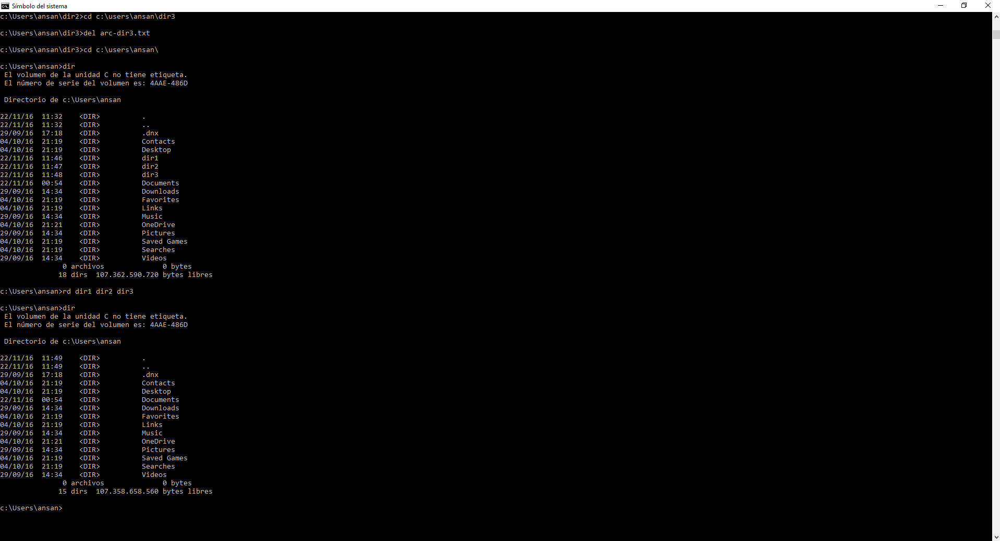 Símbolo del sistema
c:\Users\ansan\dir2>cd c:\users\ansan\dir3
c:\Users\ansan\dir3>del arc-dir3.txt
c:\Users\ansan\dir3>cd c:\users\ansan\
c:\Users\ansan>dir
 El volumen de la unidad C no tiene etiqueta.
 El número de serie del volumen es: 4AAE-486D
 Directorio de c:\Users\ansan
22/11/16  11:32    <DIR>          .
22/11/16  11:32    <DIR>          ..
29/09/16  17:18    <DIR>          .dnx
04/10/16  21:19    <DIR>          Contacts
04/10/16  21:19    <DIR>          Desktop
22/11/16  11:46    <DIR>          dir1
22/11/16  11:47    <DIR>          dir2
22/11/16  11:48    <DIR>          dir3
22/11/16  00:54    <DIR>          Documents
29/09/16  14:34    <DIR>          Downloads
04/10/16  21:19    <DIR>          Favorites
04/10/16  21:19    <DIR>          Links
29/09/16  14:34    <DIR>          Music
04/10/16  21:21    <DIR>          OneDrive
29/09/16  14:34    <DIR>          Pictures
04/10/16  21:19    <DIR>          Saved Games
04/10/16  21:19    <DIR>          Searches
29/09/16  14:34    <DIR>          Videos
               0 archivos              0 bytes
              18 dirs  107.362.590.720 bytes libres
c:\Users\ansan>rd dir1 dir2 dir3
c:\Users\ansan>dir
 El volumen de la unidad C no tiene etiqueta.
 El número de serie del volumen es: 4AAE-486D
 Directorio de c:\Users\ansan
22/11/16  11:49    <DIR>          .
22/11/16  11:49    <DIR>          ..
29/09/16  17:18    <DIR>          .dnx
04/10/16  21:19    <DIR>          Contacts
04/10/16  21:19    <DIR>          Desktop
22/11/16  00:54    <DIR>          Documents
29/09/16  14:34    <DIR>          Downloads
04/10/16  21:19    <DIR>          Favorites
04/10/16  21:19    <DIR>          Links
29/09/16  14:34    <DIR>          Music
04/10/16  21:21    <DIR>          OneDrive
29/09/16  14:34    <DIR>          Pictures
04/10/16  21:19    <DIR>          Saved Games
04/10/16  21:19    <DIR>          Searches
29/09/16  14:34    <DIR>          Videos
               0 archivos              0 bytes
              15 dirs  107.358.658.560 bytes libres
c:\Users\ansan>